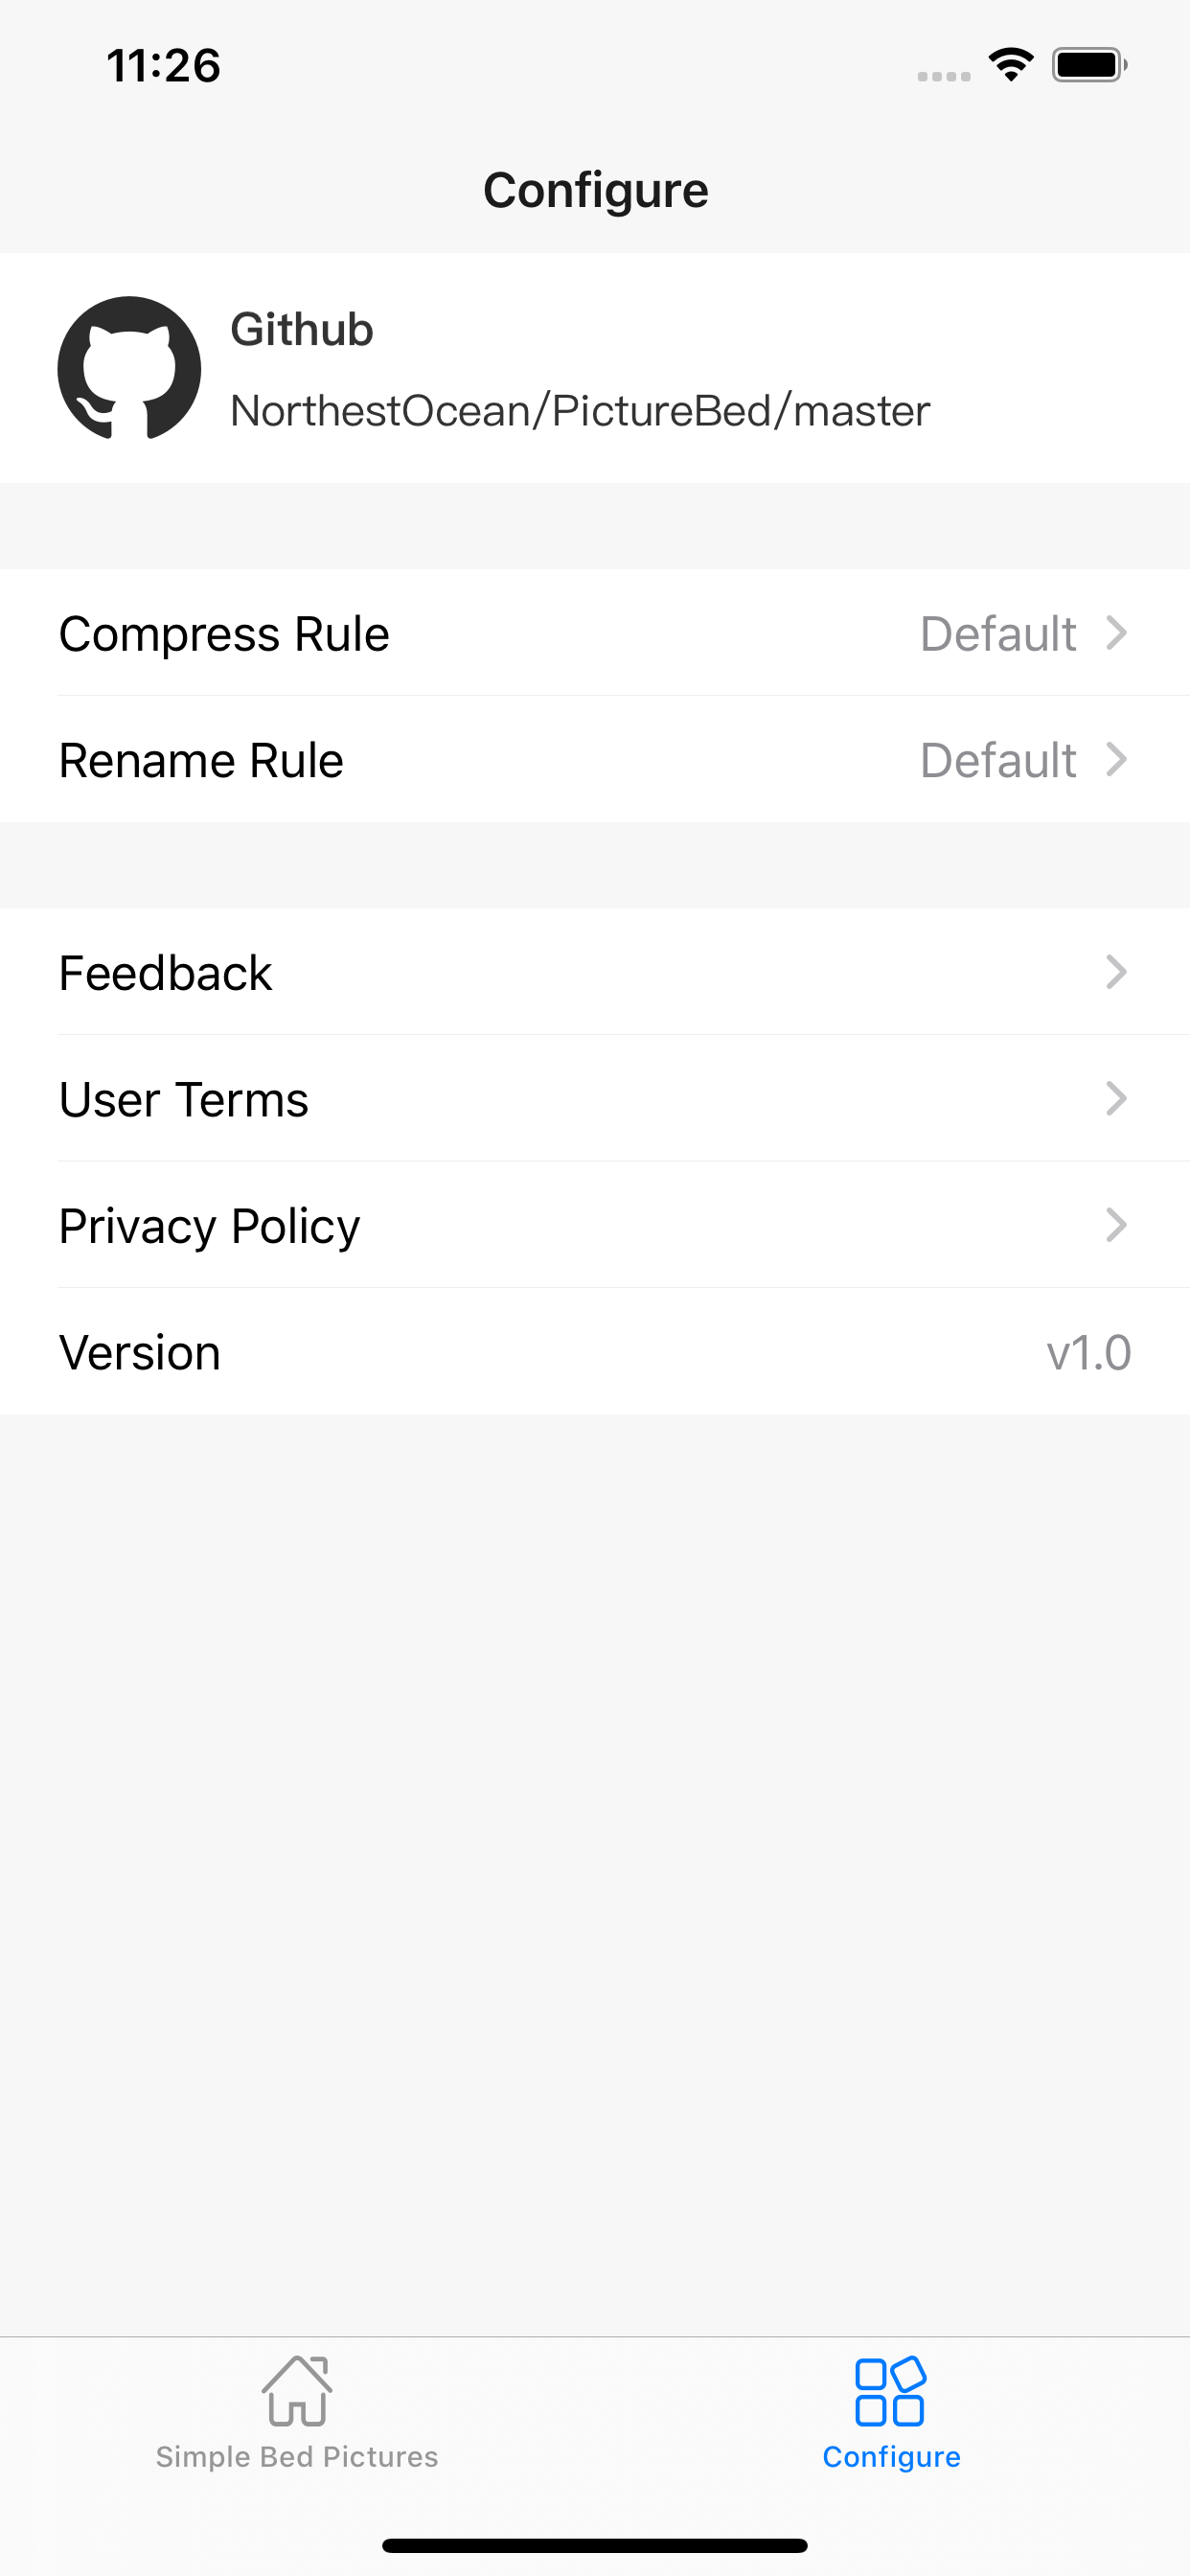 11:26
Configure
Github
NorthestOcean/PictureBed/master
Compress Rule Default
Rename Rule Default
Feedback
User Terms
Privacy Policy
Version v1.0
Simple Bed Pictures Configure